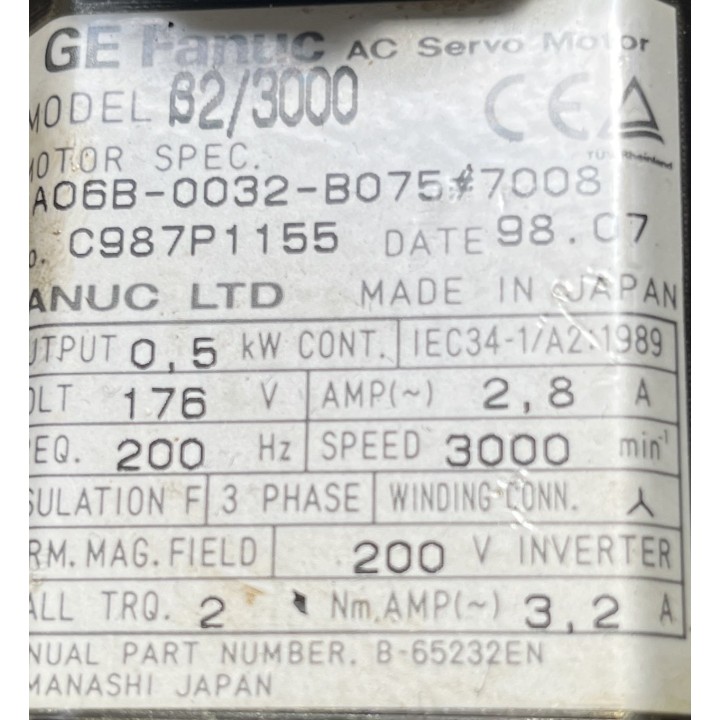 GE Fanuc AC Servo Motor
MODEL β2/3000 CE
MOTOR SPEC. TÜV Rheinland
A06B-0032-B075#7008
o. C987P1155 DATE 98.07
ANUC LTD MADE IN JAPAN
UTPUT 0,5 kW CONT. IEC34-1/A2:1989
OLT 176 V AMP(~) 2,8 A
EQ. 200 Hz SPEED 3000 min⁻¹
SULATION F 3 PHASE WINDING CONN.
RM. MAG. FIELD 200 V INVERTER
ALL TRQ. 2 Nm, AMP(~) 3,2 A
NUAL PART NUMBER. B-65232EN
MANASHI JAPAN